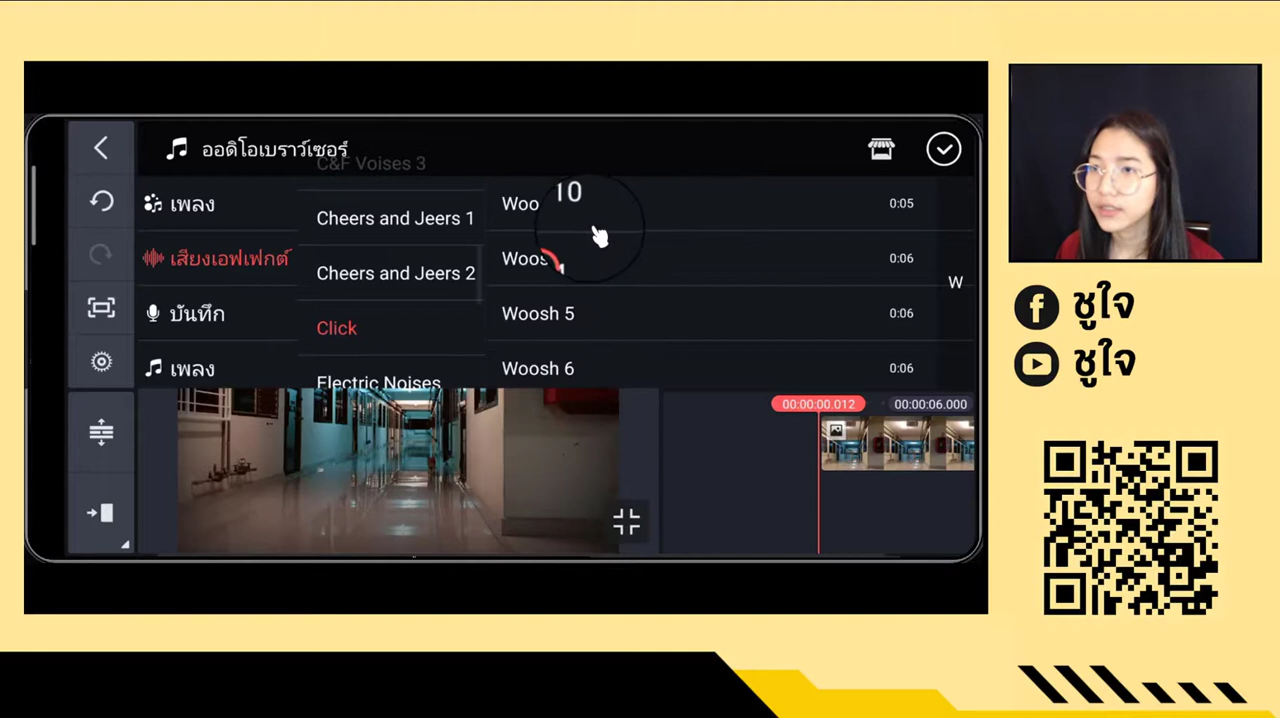 ออดิโอเบราว์เซอร์
C&F Voises 3
เพลง
Cheers and Jeers 1
Woo
10
0:05
เสียงเอฟเฟกต์
Cheers and Jeers 2
Woos
0:06
W
บันทึก
Click
Woosh 5
0:06
เพลง
Electric Noises
Woosh 6
0:06
00:00:00.012
00:00:06.000
f ชูใจ
ชูใจ